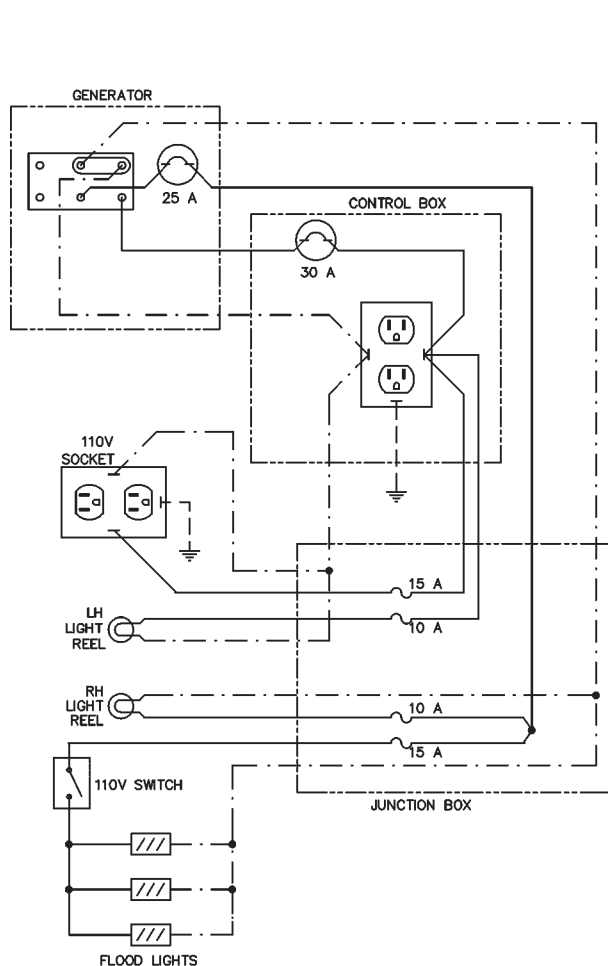 GENERATOR
25 A
CONTROL BOX
30 A
110V
SOCKET
15 A
LH
LIGHT
REEL
10 A
RH
LIGHT
REEL
10 A
15 A
110V SWITCH
JUNCTION BOX
FLOOD LIGHTS